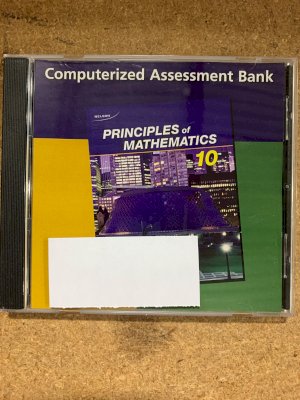 Computerized Assessment Bank
NELSON
PRINCIPLES of
MATHEMATICS
10